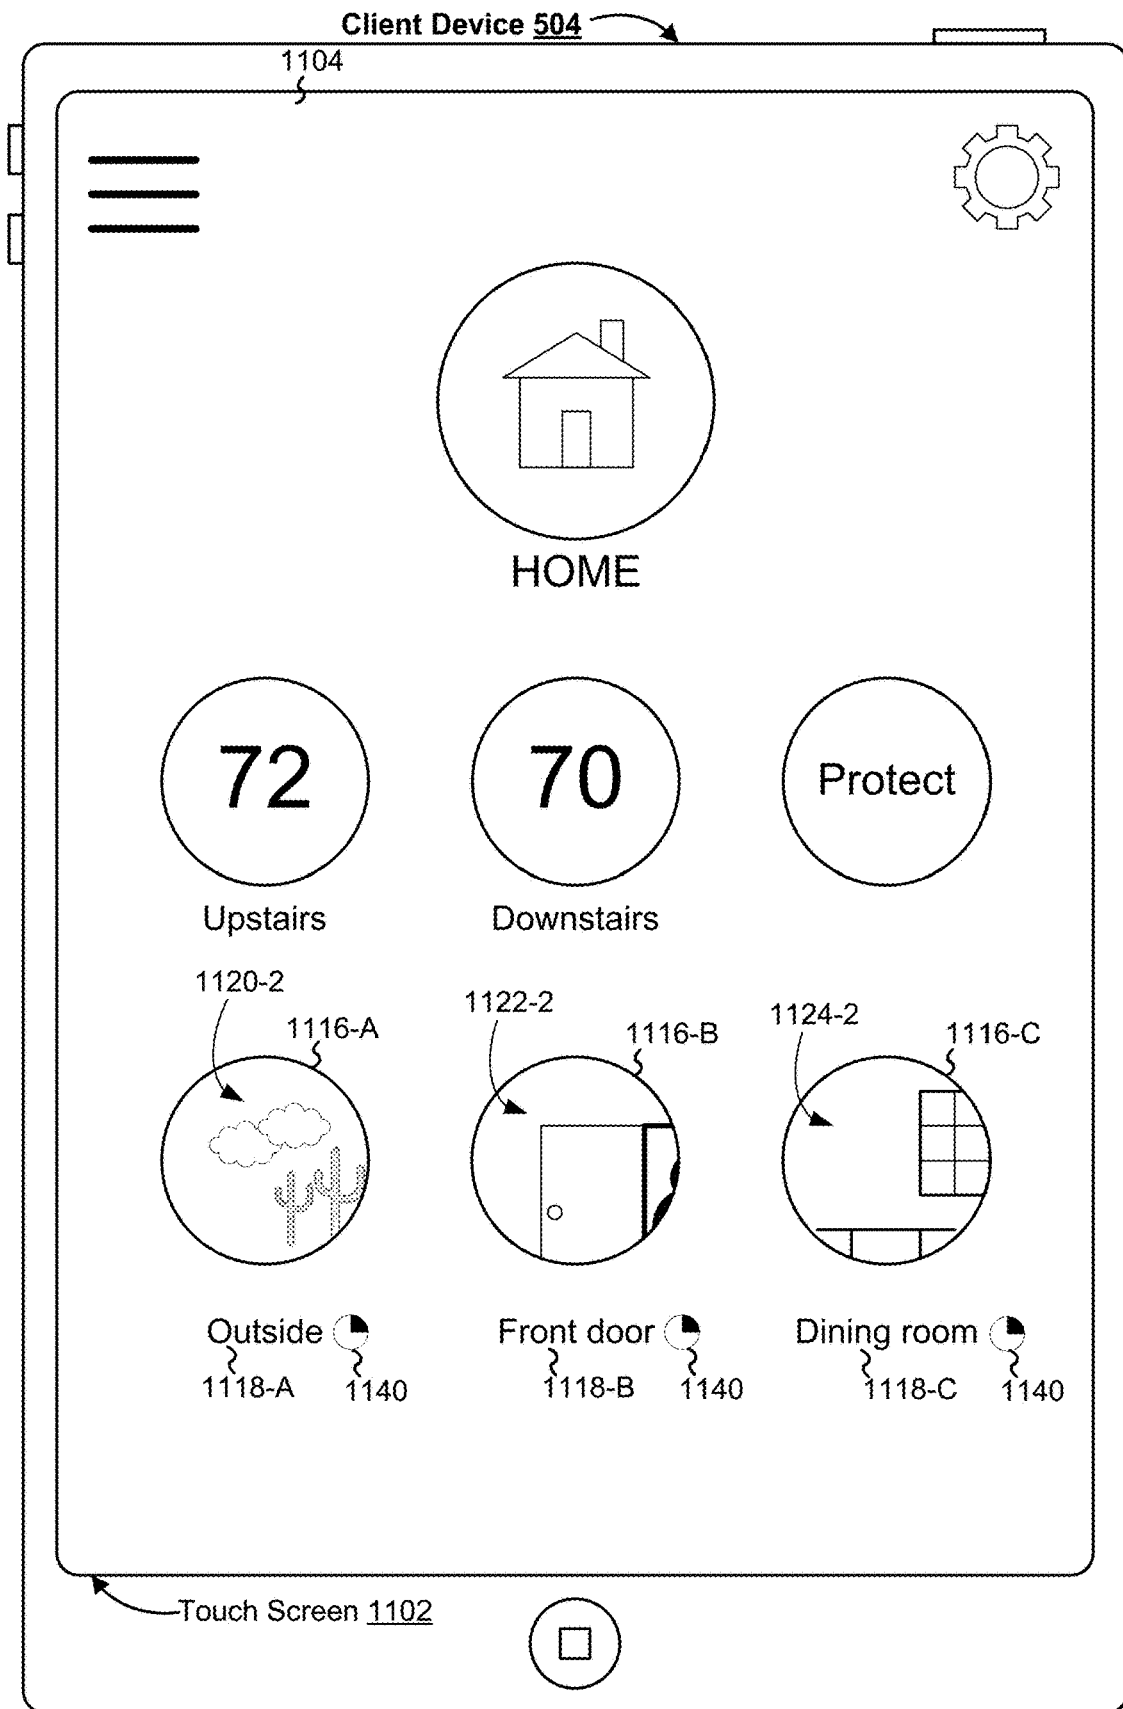 Client Device 504
1104
HOME
72
70
Protect
Upstairs
Downstairs
1120-2
1122-2
1124-2
1116-A
1116-B
1116-C
Outside
Front door
Dining room
1118-A
1140
1118-B
1140
1118-C
1140
Touch Screen 1102